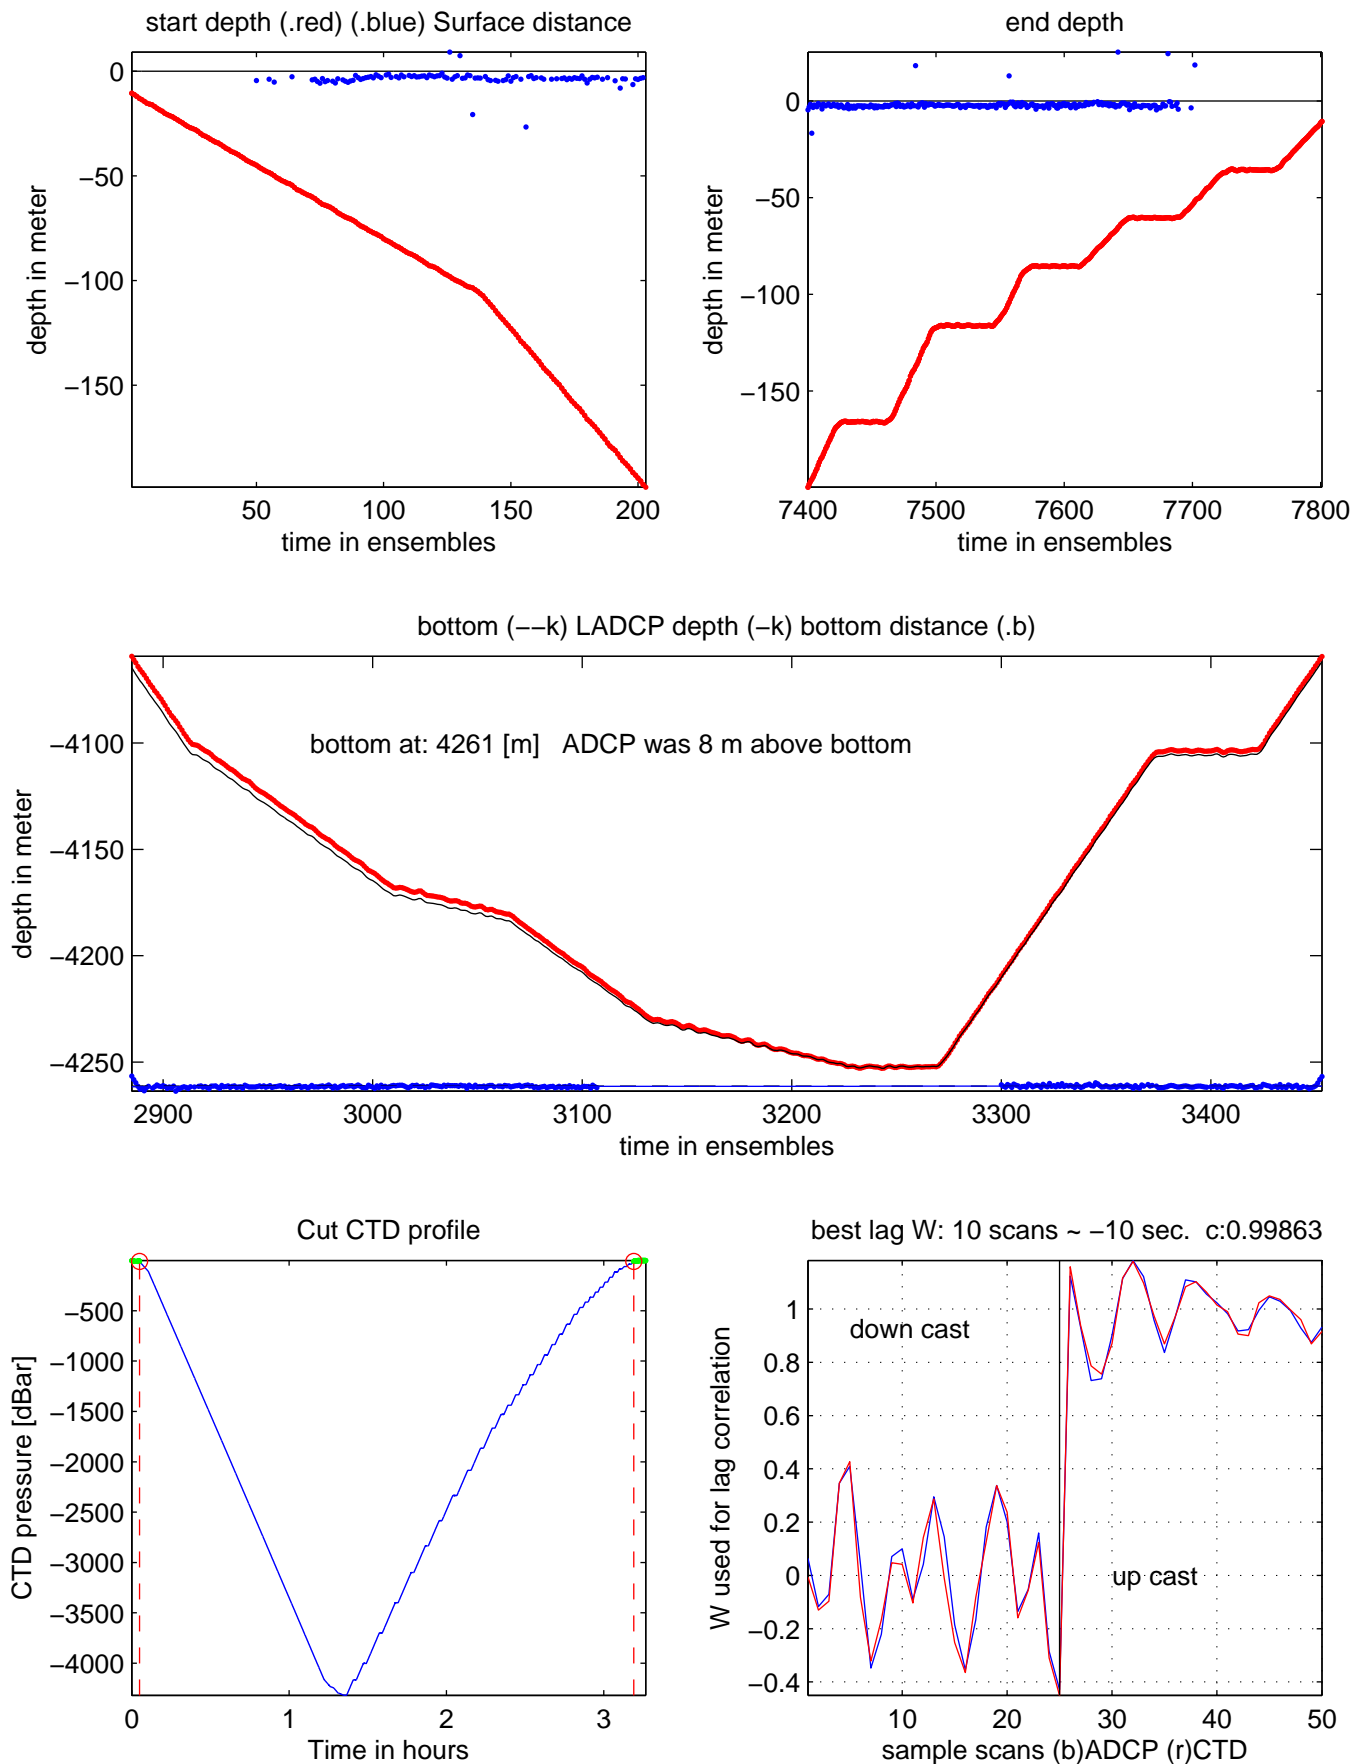 start depth (.red) (.blue) Surface distance
0
−50
−100
−150
depth in meter
50
100
150
200
time in ensembles
end depth
0
−50
−100
−150
depth in meter
7400
7500
7600
7700
7800
time in ensembles
bottom (−−k) LADCP depth (−k) bottom distance (.b)
−4100
−4150
−4200
−4250
depth in meter
bottom at: 4261 [m]   ADCP was 8 m above bottom
2900
3000
3100
3200
3300
3400
time in ensembles
Cut CTD profile
−500
−1000
−1500
−2000
−2500
−3000
−3500
−4000
CTD pressure [dBar]
0
1
2
3
Time in hours
best lag W: 10 scans ~ −10 sec.  c:0.99863
1
0.8
0.6
0.4
0.2
0
−0.2
−0.4
W used for lag correlation
down cast
up cast
10
20
30
40
50
sample scans (b)ADCP (r)CTD